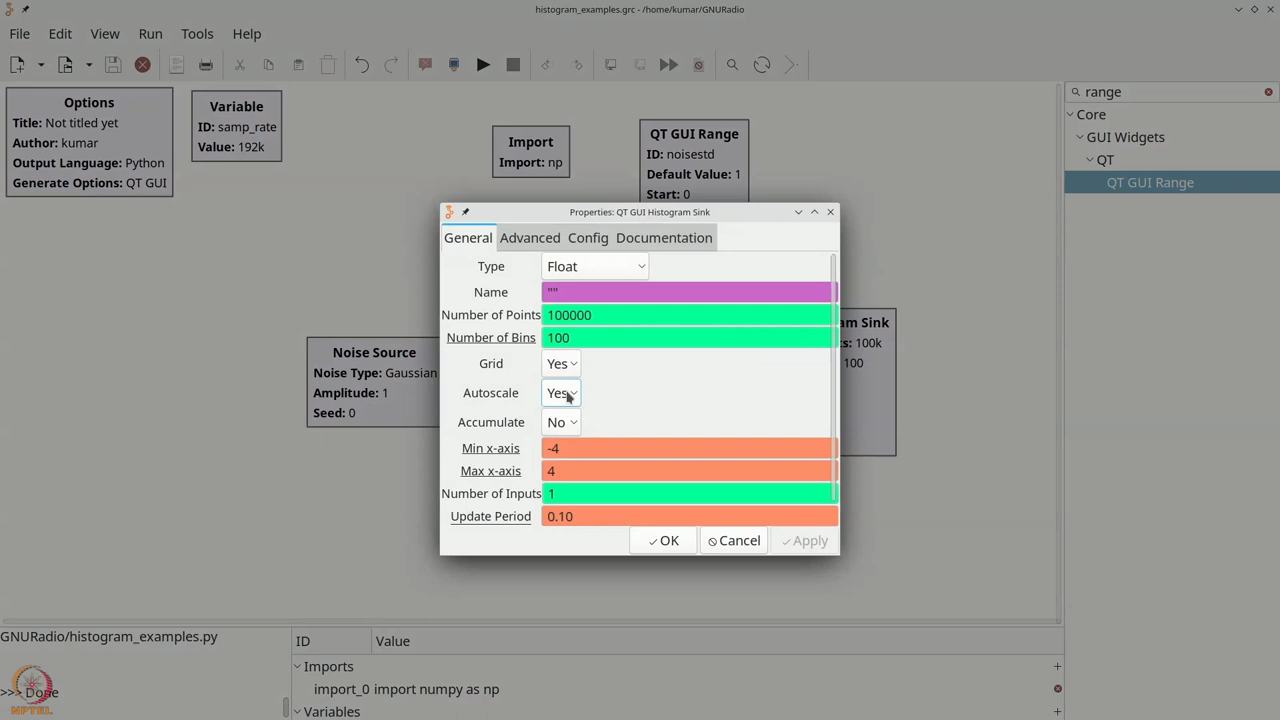 histogram_examples.grc - /home/kumar/GNURadio
File Edit View Run Tools Help
Options
Title: Not titled yet
Author: kumar
Output Language: Python
Generate Options: QT GUI
Variable
ID: samp_rate
Value: 192k
Import
Import: np
QT GUI Range
ID: noisestd
Default Value: 1
Start: 0
range
Core
GUI Widgets
QT
QT GUI Range
Noise Source
Noise Type: Gaussian
Amplitude: 1
Seed: 0
am Sink
ts: 100k
100
Properties: QT GUI Histogram Sink
General Advanced Config Documentation
Type Float
Name ""
Number of Points 100000
Number of Bins 100
Grid Yes
Autoscale Yes
Accumulate No
Min x-axis -4
Max x-axis 4
Number of Inputs 1
Update Period 0.10
OK Cancel Apply
GNURadio/histogram_examples.py
>>> Done
NPTEL
ID Value
Imports
import_0 import numpy as np
Variables